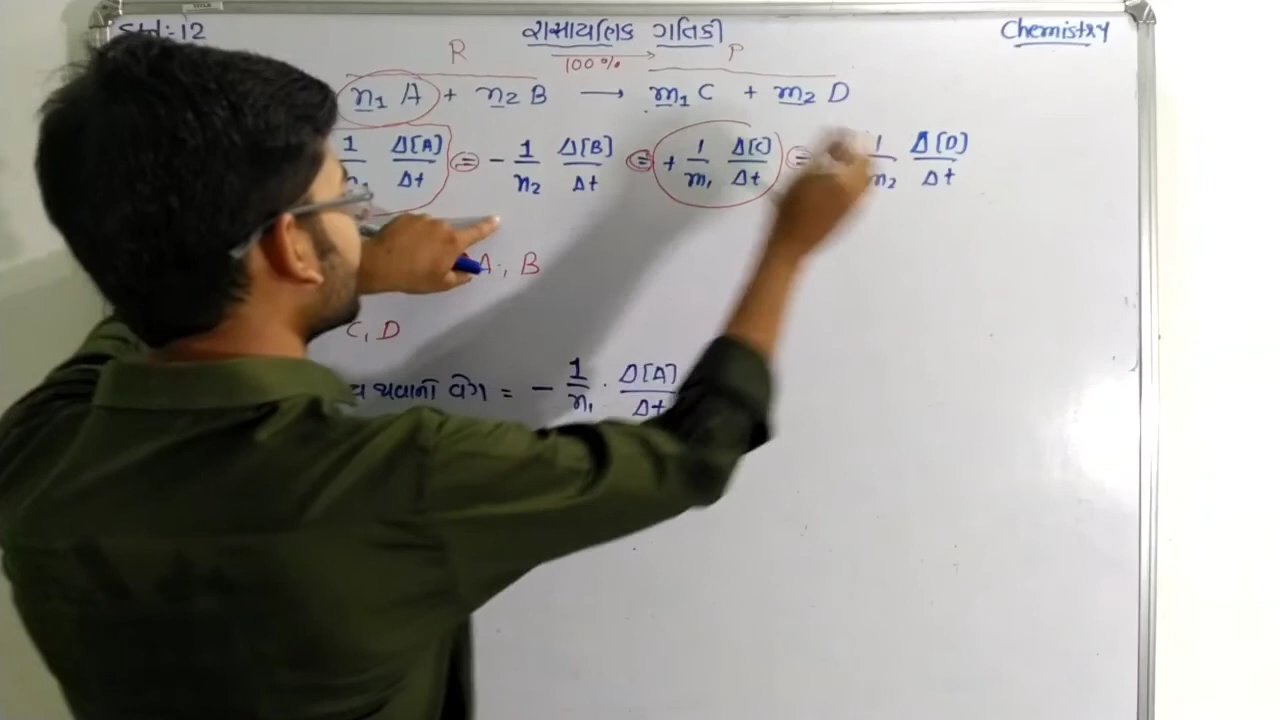 Std:-12 રાસાયણિક ગતિકી Chemistry
R 100% P
n1 A + n2 B ⟶ m1 C + m2 D
1/n1 Δ[A]/Δt = - 1/n2 Δ[B]/Δt = + 1/m1 Δ[C]/Δt = 1/m2 Δ[D]/Δt
A, B
C, D
થવાનો વેગ = - 1/n1 · Δ[A]/Δt